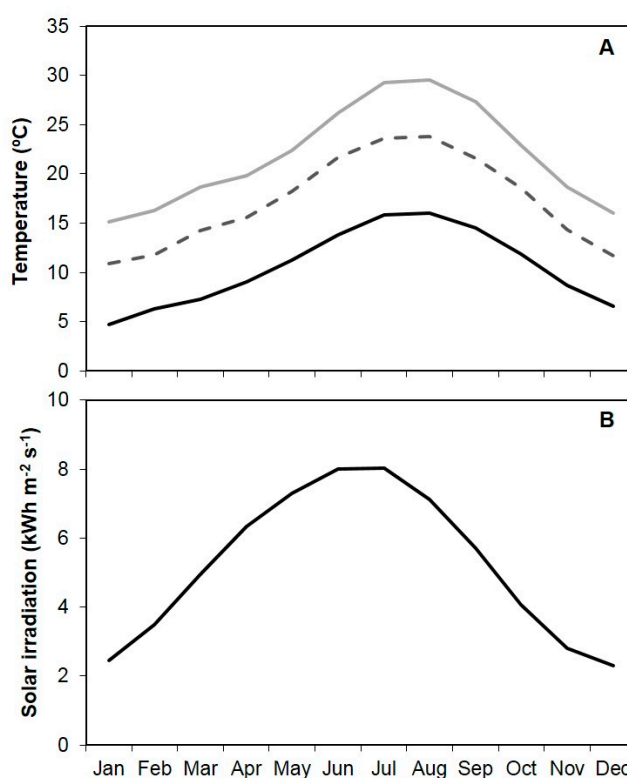 A
Temperature (ºC)
35
30
25
20
15
10
5
0
B
Solar irradiation (kWh m⁻² s⁻¹)
10
8
6
4
2
0
Jan Feb Mar Apr May Jun Jul Aug Sep Oct Nov Dec